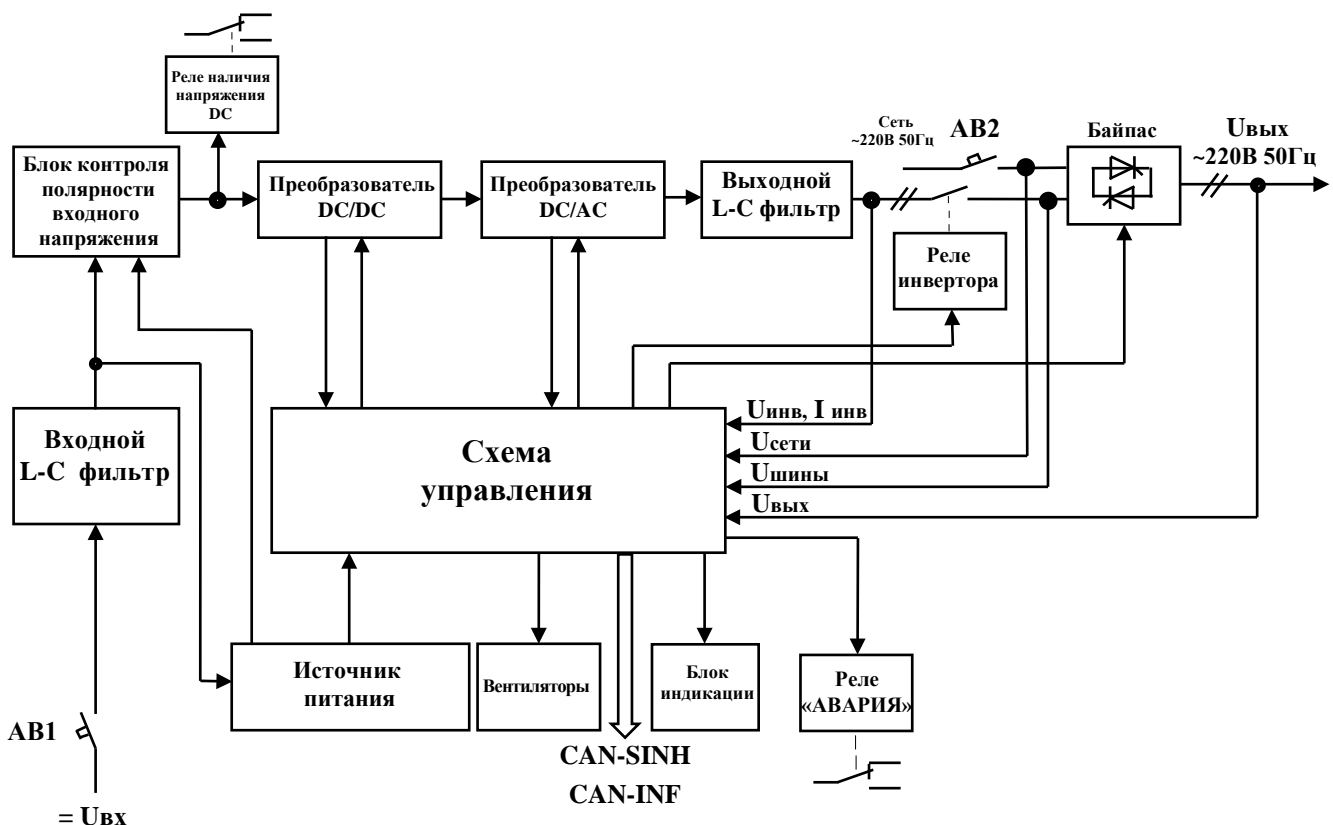 Реле наличия
напряжения
DC
Сеть
~220В 50Гц
АВ2
Байпас
Uвых
~220В 50Гц
Блок контроля
полярности
входного
напряжения
Преобразователь
DC/DC
Преобразователь
DC/AC
Выходной
L-C фильтр
Реле
инвертора
Входной
L-C фильтр
Схема
управления
Uинв, I инв
Uсети
Uшины
Uвых
Источник
питания
Вентиляторы
Блок
индикации
Реле
«АВАРИЯ»
АВ1
CAN-SINH
CAN-INF
= Uвх